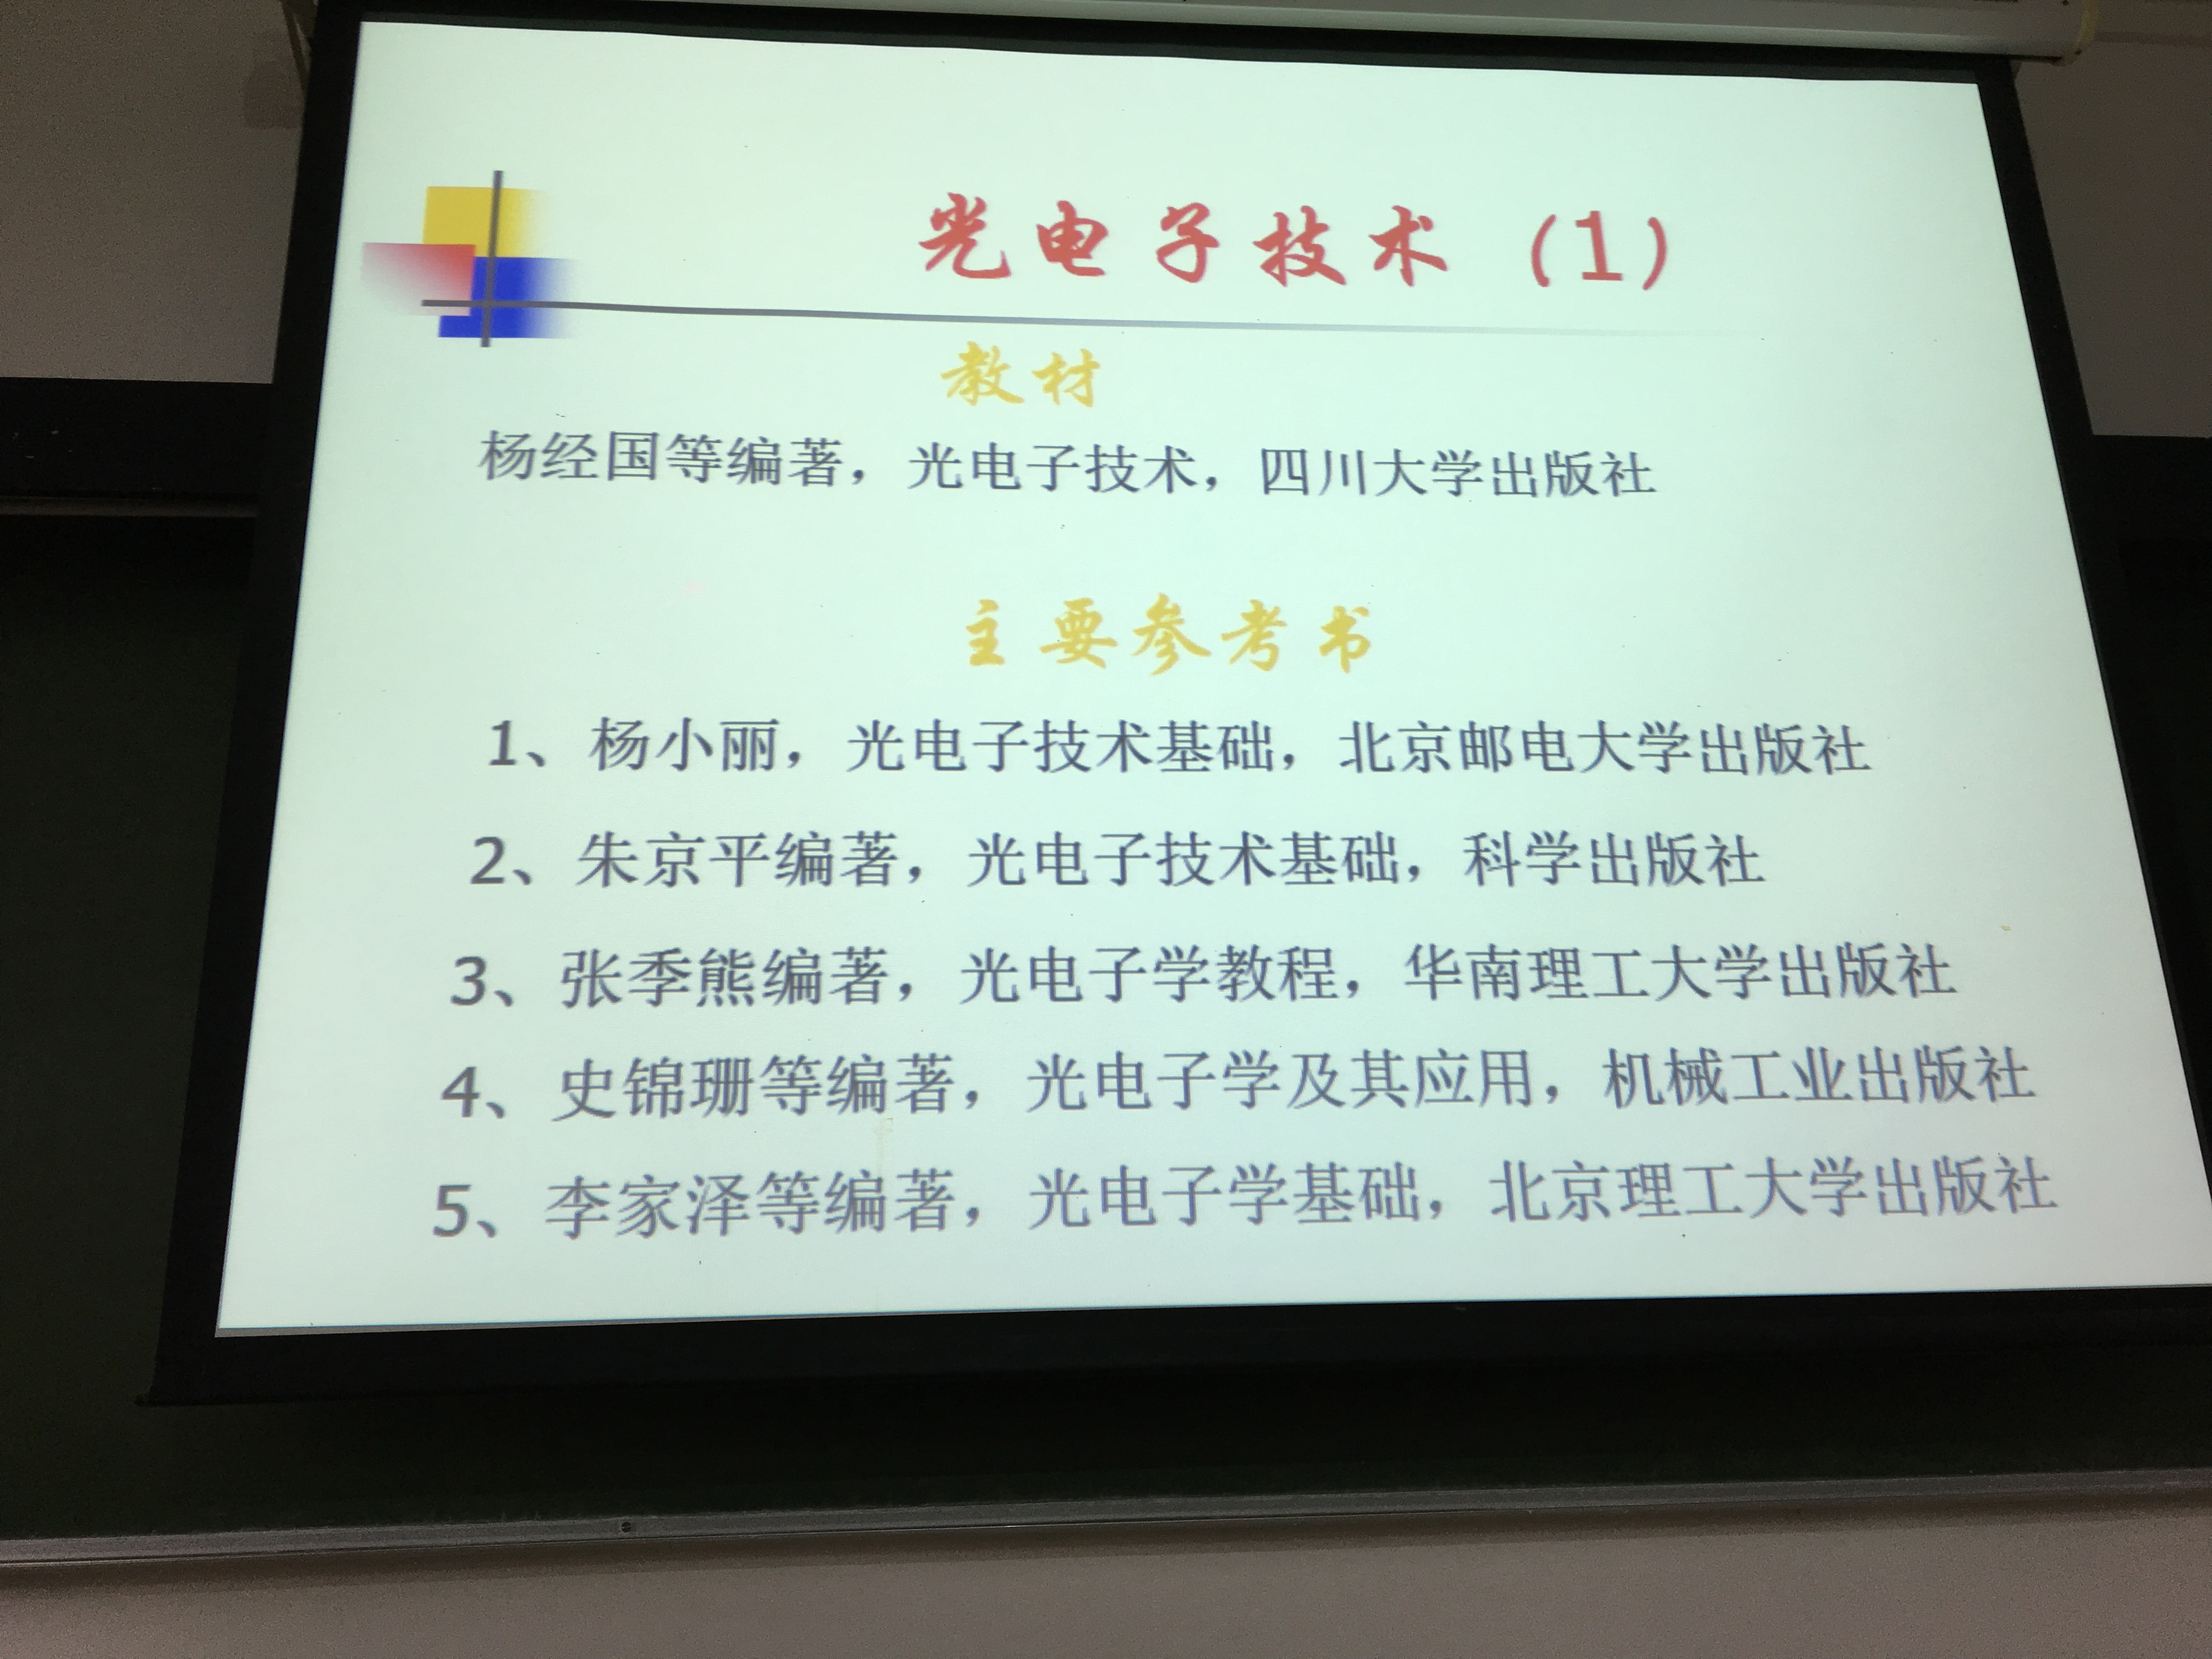 光电子技术（1）
教材
杨经国等编著，光电子技术，四川大学出版社
主要参考书
1、杨小丽，光电子技术基础，北京邮电大学出版社
2、朱京平编著，光电子技术基础，科学出版社
3、张季熊编著，光电子学教程，华南理工大学出版社
4、史锦珊等编著，光电子学及其应用，机械工业出版社
5、李家泽等编著，光电子学基础，北京理工大学出版社